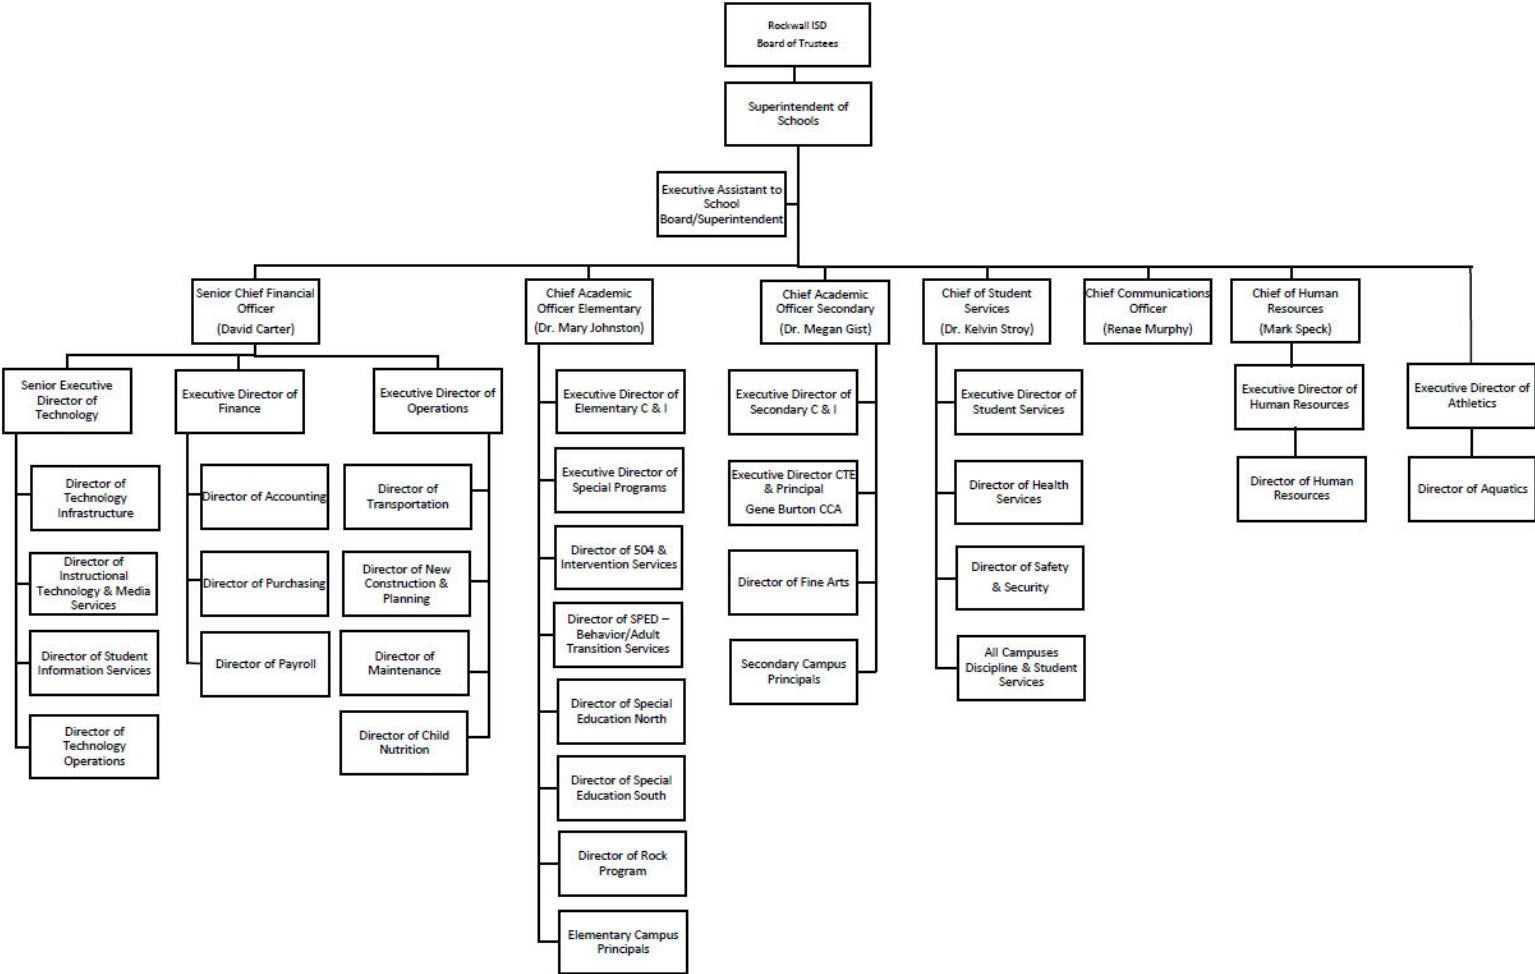 Rockwall ISD
Board of Trustees
Superintendent of
Schools
Executive Assistant to
School
Board/Superintendent
Senior Chief Financial
Officer
(David Carter)
Chief Academic
Officer Elementary
(Dr. Mary Johnston)
Chief Academic
Officer Secondary
(Dr. Megan Gist)
Chief of Student
Services
(Dr. Kelvin Stroy)
Chief Communications
Officer
(Renae Murphy)
Chief of Human
Resources
(Mark Speck)
Senior Executive
Director of
Technology
Executive Director of
Finance
Executive Director of
Operations
Director of
Technology
Infrastructure
Director of
Instructional
Technology & Media
Services
Director of Student
Information Services
Director of
Technology
Operations
Director of Accounting
Director of Purchasing
Director of Payroll
Director of
Transportation
Director of New
Construction &
Planning
Director of
Maintenance
Director of Child
Nutrition
Executive Director of
Elementary C & I
Executive Director of
Special Programs
Director of 504 &
Intervention Services
Director of SPED –
Behavior/Adult
Transition Services
Director of Special
Education North
Director of Special
Education South
Director of Rock
Program
Elementary Campus
Principals
Executive Director of
Secondary C & I
Executive Director CTE
& Principal
Gene Burton CCA
Director of Fine Arts
Secondary Campus
Principals
Executive Director of
Student Services
Director of Health
Services
Director of Safety
& Security
All Campuses
Discipline & Student
Services
Executive Director of
Human Resources
Director of Human
Resources
Executive Director of
Athletics
Director of Aquatics